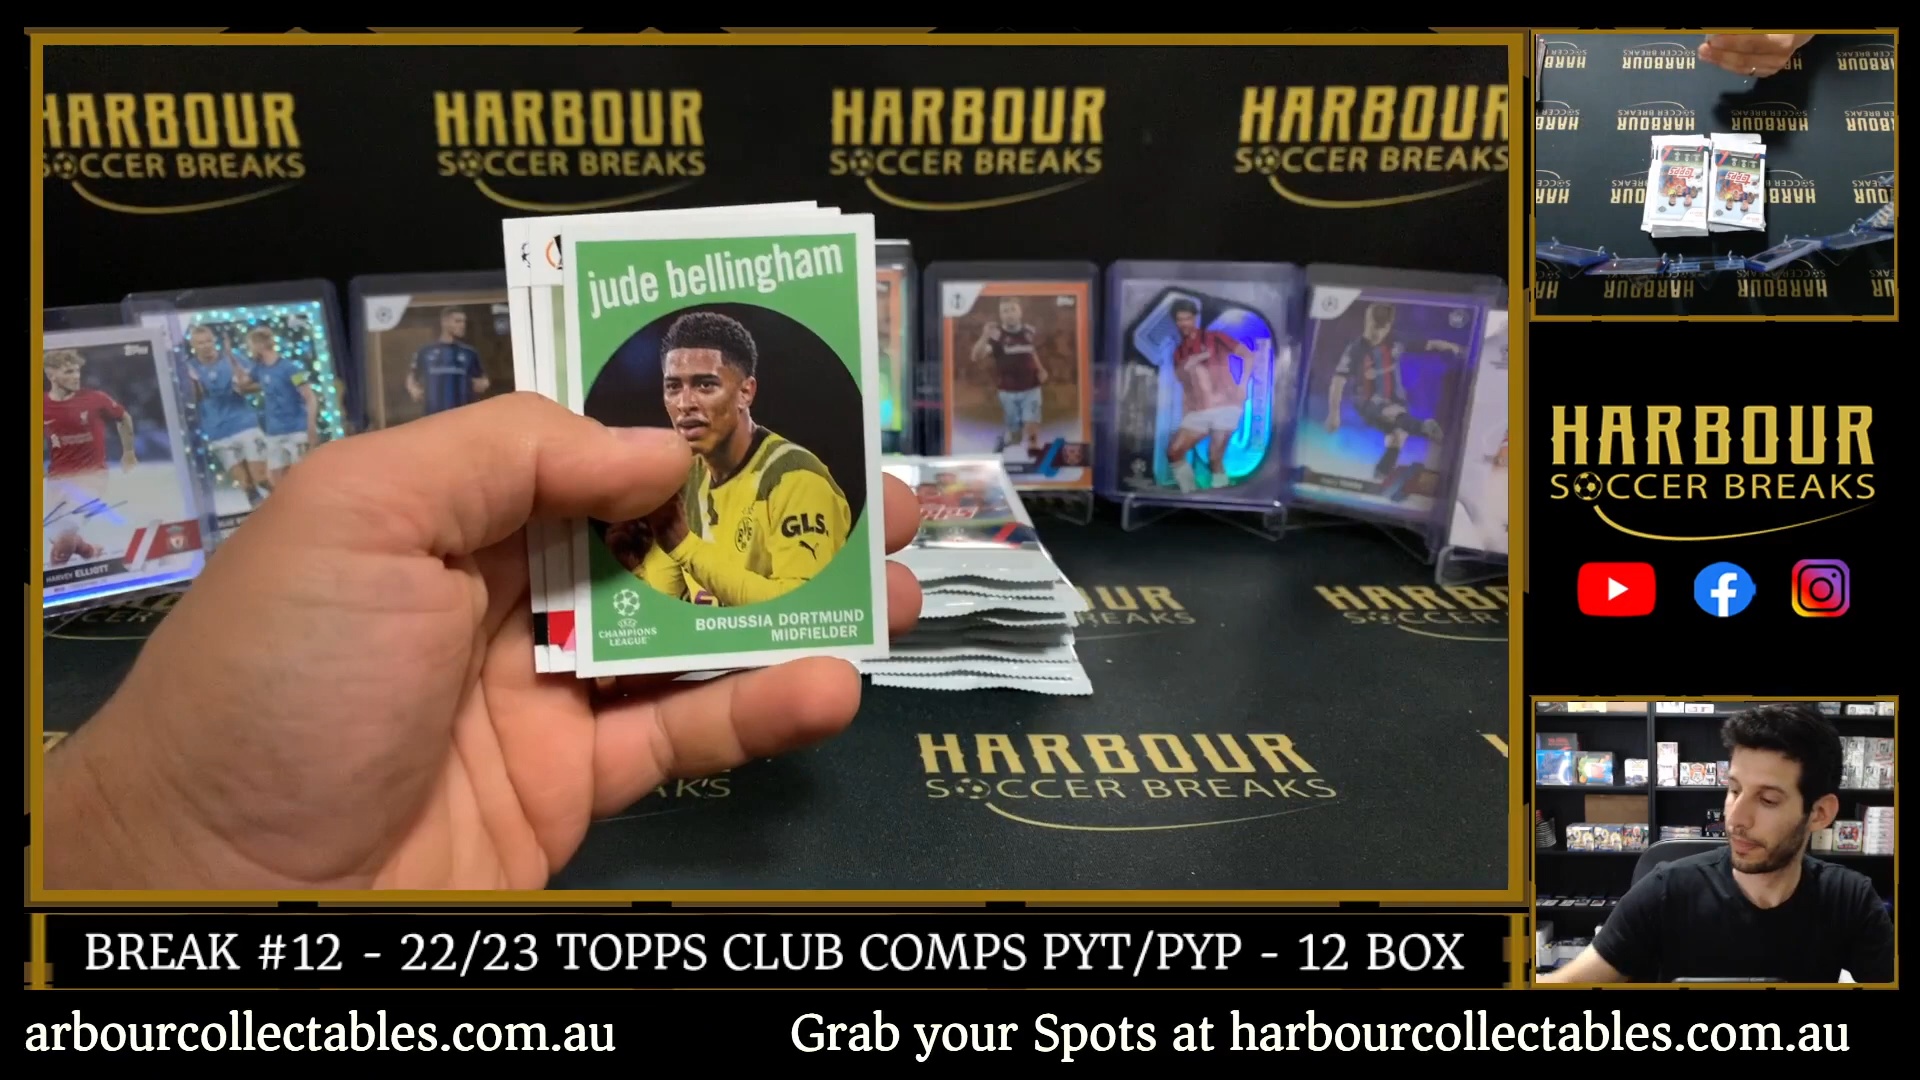 HARBOUR
SOCCER BREAKS
HARBOUR
SOCCER BREAKS
HARBOUR
SOCCER BREAKS
HARBOUR
SOCCER BREAKS
jude bellingham
GLS
CHAMPIONS
LEAGUE
BORUSSIA DORTMUND
MIDFIELDER
HARVEY ELLIOTT
HARBOUR
SOCCER BREAKS
HARBOUR
SOCCER BREAKS
BREAK #12 - 22/23 TOPPS CLUB COMPS PYT/PYP - 12 BOX
arbourcollectables.com.au Grab your Spots at harbourcollectables.com.au